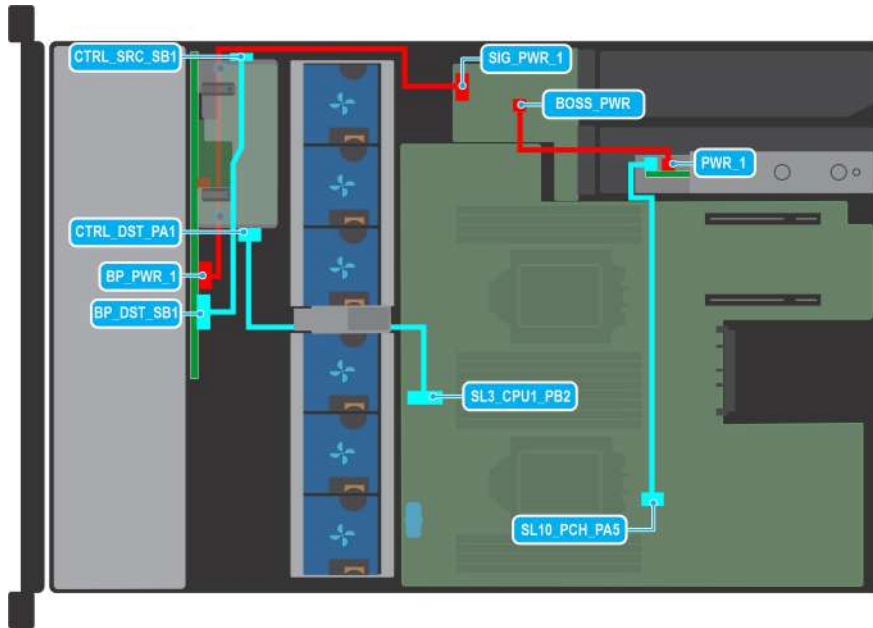 CTRL_SRC_SB1
SIG_PWR_1
BOSS_PWR
PWR_1
CTRL_DST_PA1
BP_PWR_1
BP_DST_SB1
SL3_CPU1_PB2
SL10_PCH_PA5